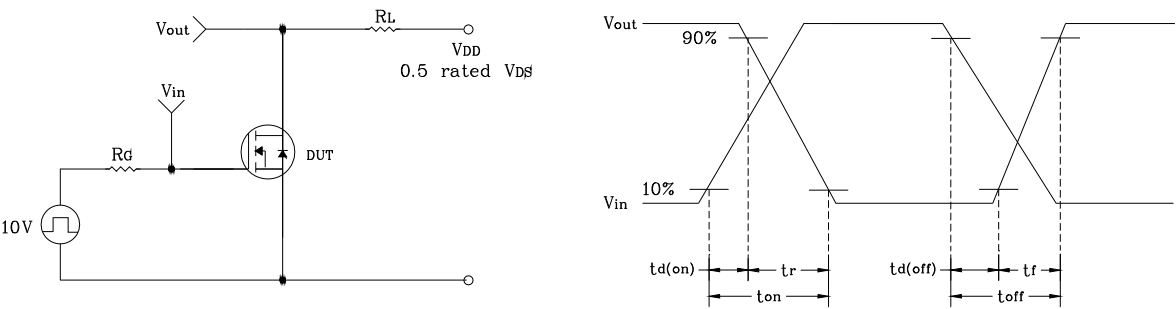 Vout
RL
VDD
0.5 rated VDS
Vin
RG
DUT
10V
Vout
90%
10%
Vin
td(on)
tr
td(off)
tf
ton
toff